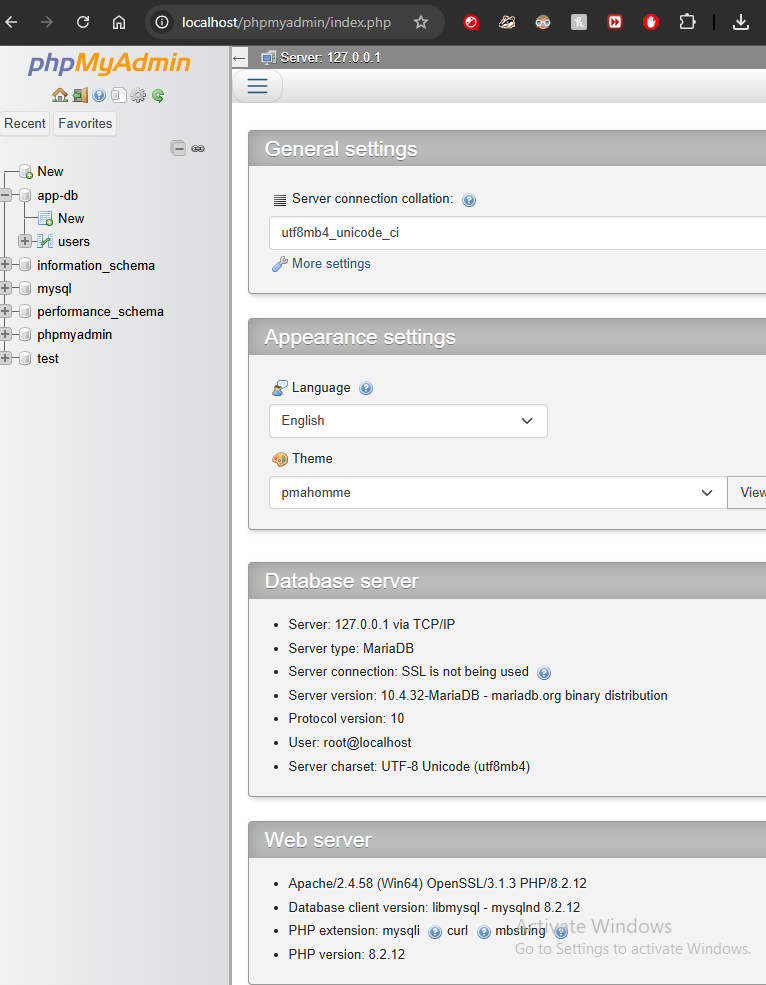 localhost/phpmyadmin/index.php
phpMyAdmin
Recent Favorites
New
app-db
New
users
information_schema
mysql
performance_schema
phpmyadmin
test
Server: 127.0.0.1
General settings
Server connection collation:
utf8mb4_unicode_ci
More settings
Appearance settings
Language
English
Theme
pmahomme
View
Database server
Server: 127.0.0.1 via TCP/IP
Server type: MariaDB
Server connection: SSL is not being used
Server version: 10.4.32-MariaDB - mariadb.org binary distribution
Protocol version: 10
User: root@localhost
Server charset: UTF-8 Unicode (utf8mb4)
Web server
Apache/2.4.58 (Win64) OpenSSL/3.1.3 PHP/8.2.12
Database client version: libmysql - mysqlnd 8.2.12
PHP extension: mysqli curl mbstring
PHP version: 8.2.12
Activate Windows
Go to Settings to activate Windows.